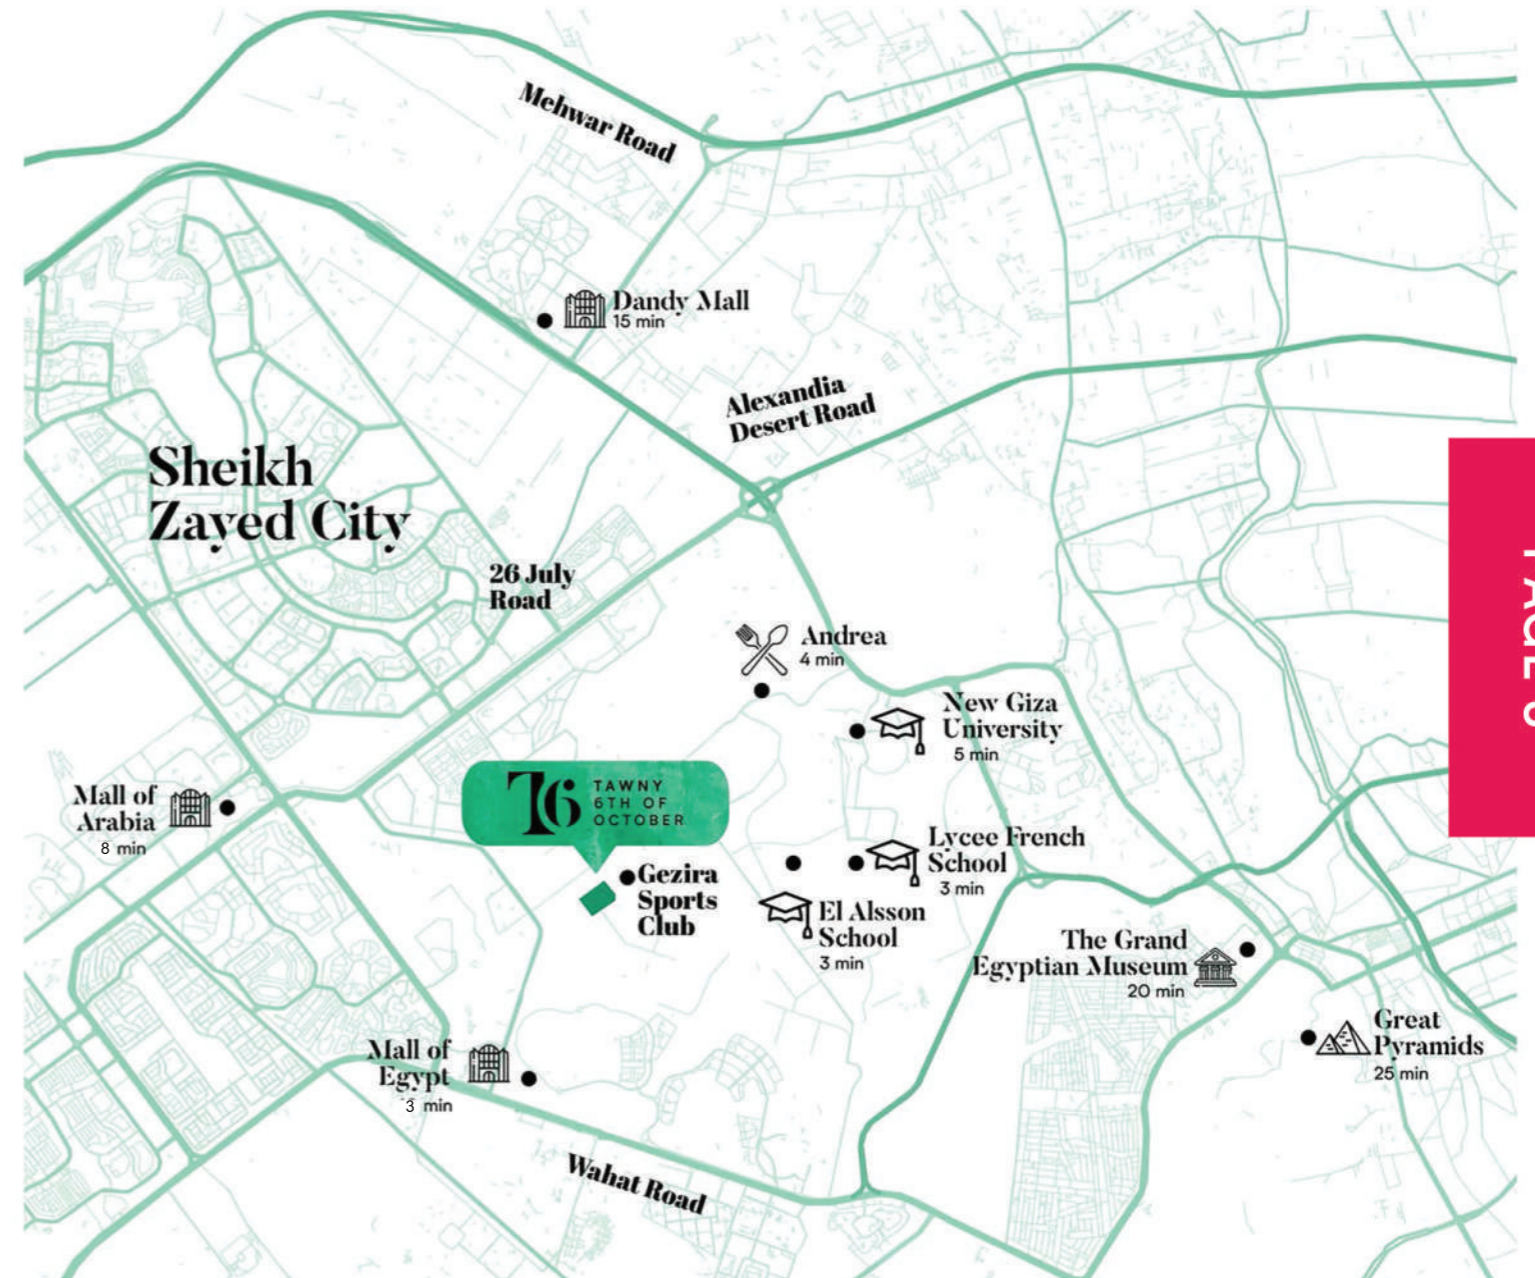 Mehwar Road
Dandy Mall
15 min
Alexandia
Desert Road
Sheikh
Zayed City
26 July
Road
Andrea
4 min
New Giza
University
5 min
Mall of
Arabia
8 min
T6
TAWNY
6TH OF
OCTOBER
Gezira
Sports
Club
Lycee French
School
3 min
El Alsson
School
3 min
The Grand
Egyptian Museum
20 min
Great
Pyramids
25 min
Mall of
Egypt
3 min
Wahat Road